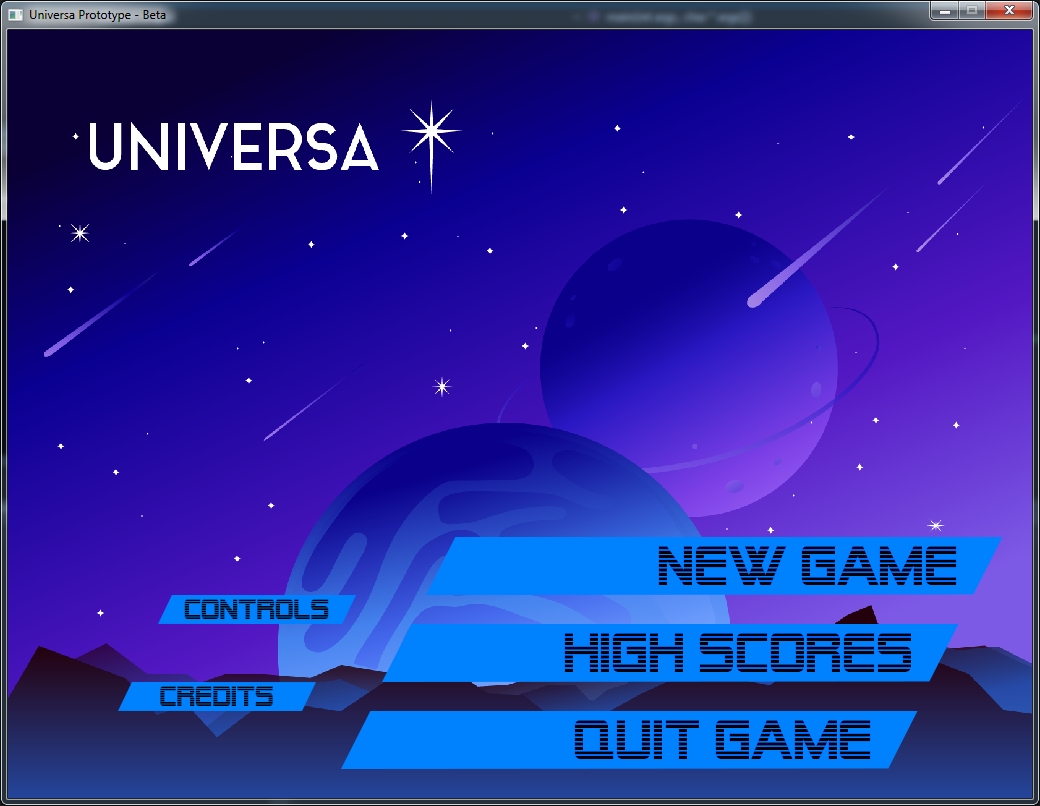 Universa Prototype - Beta
UNIVERSA
NEW GAME
CONTROLS
HIGH SCORES
CREDITS
QUIT GAME